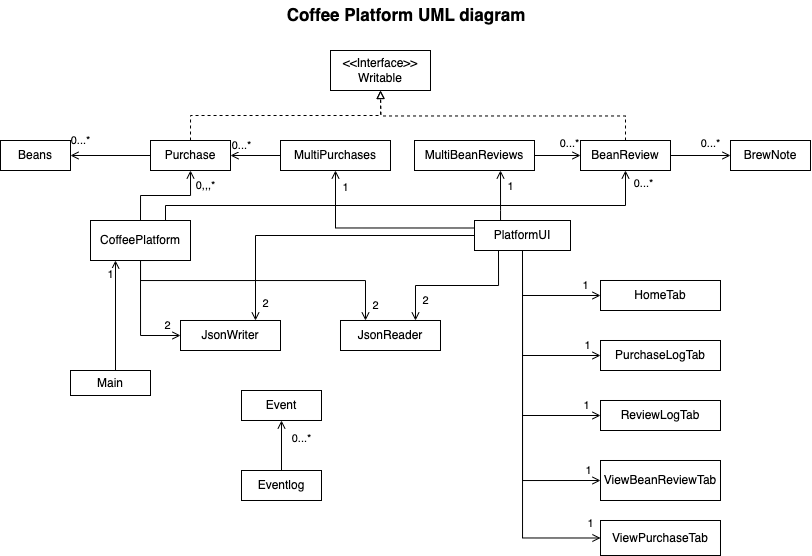 Coffee Platform UML diagram
<<Interface>>
Writable
0...*
0...*
0...*
0...*
Beans
Purchase
MultiPurchases
MultiBeanReviews
BeanReview
BrewNote
0,,,*
1
1
0...*
CoffeePlatform
PlatformUI
1
2
2
2
2
1
HomeTab
JsonWriter
JsonReader
1
PurchaseLogTab
Main
Event
1
ReviewLogTab
0...*
Eventlog
1
ViewBeanReviewTab
1
ViewPurchaseTab